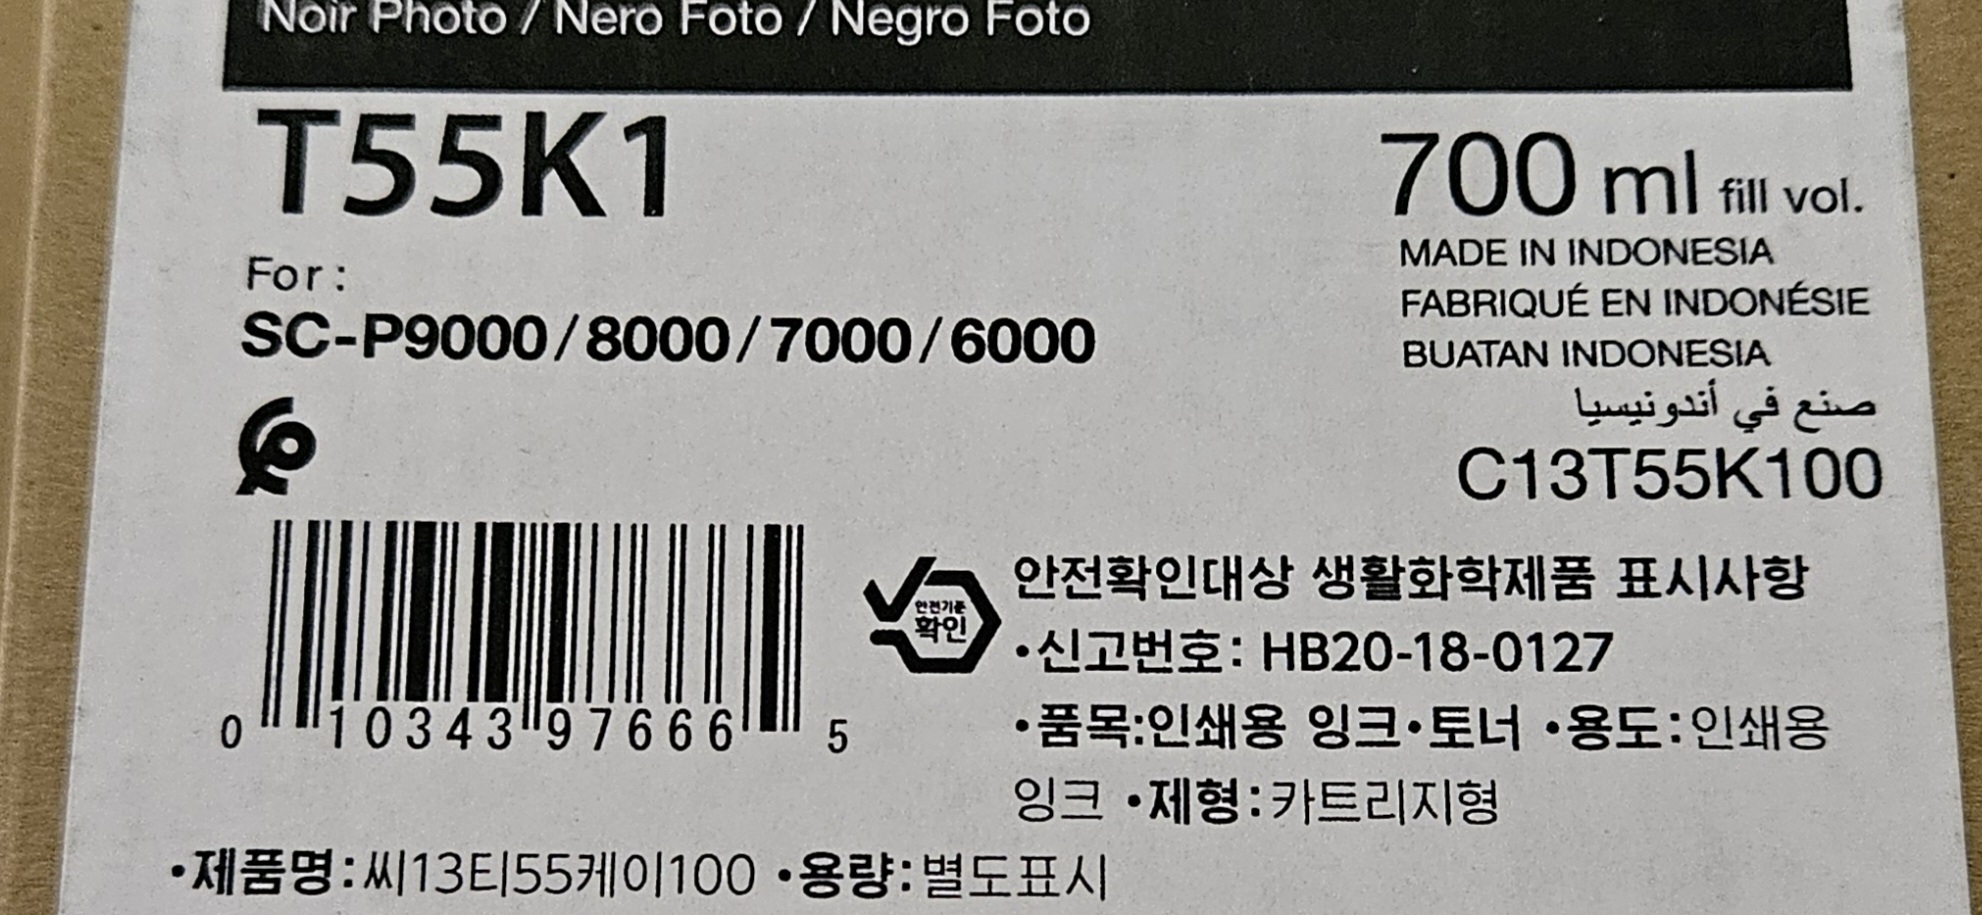 Noir Photo / Nero Foto / Negro Foto
T55K1
700 ml fill vol.
MADE IN INDONESIA
FABRIQUÉ EN INDONÉSIE
BUATAN INDONESIA
صنع في أندونيسيا
C13T55K100
For:
SC-P9000/8000/7000/6000
0 10343 97666 5
안전기준
확인
안전확인대상 생활화학제품 표시사항
•신고번호: HB20-18-0127
•품목:인쇄용 잉크•토너 •용도:인쇄용
잉크 •제형:카트리지형
•제품명:씨13티55케이100 •용량:별도표시